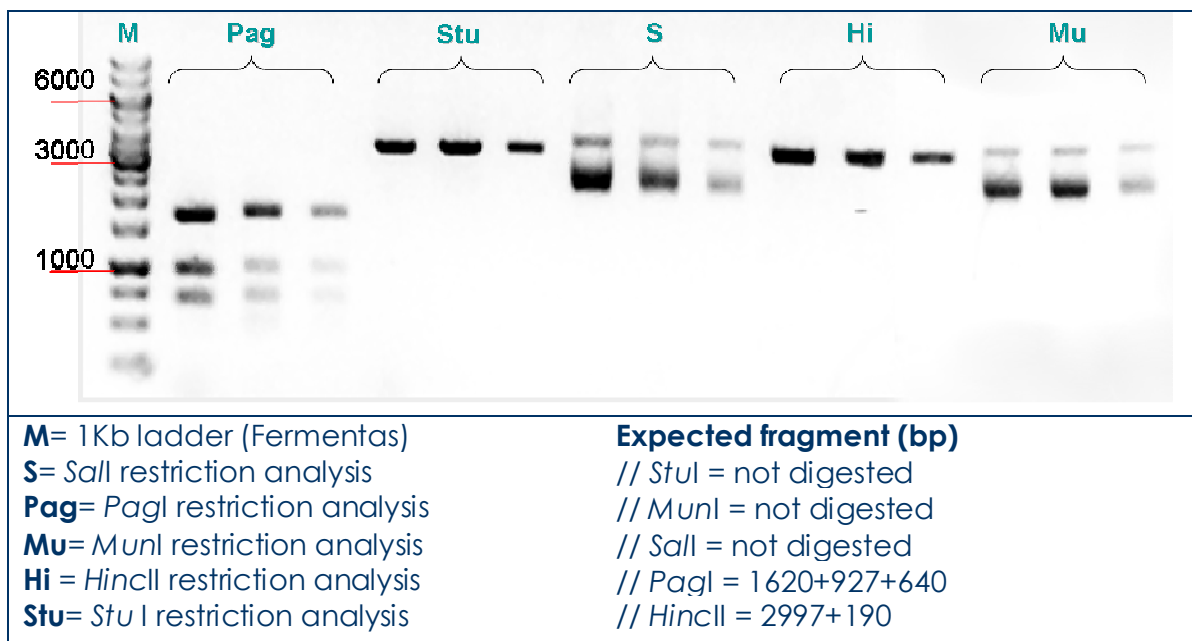 M Pag Stu S Hi Mu
6000
3000
1000
M= 1Kb ladder (Fermentas)
S= SalI restriction analysis
Pag= PagI restriction analysis
Mu= MunI restriction analysis
Hi = HincII restriction analysis
Stu= Stu I restriction analysis
Expected fragment (bp)
// StuI = not digested
// MunI = not digested
// SalI = not digested
// PagI = 1620+927+640
// HincII = 2997+190